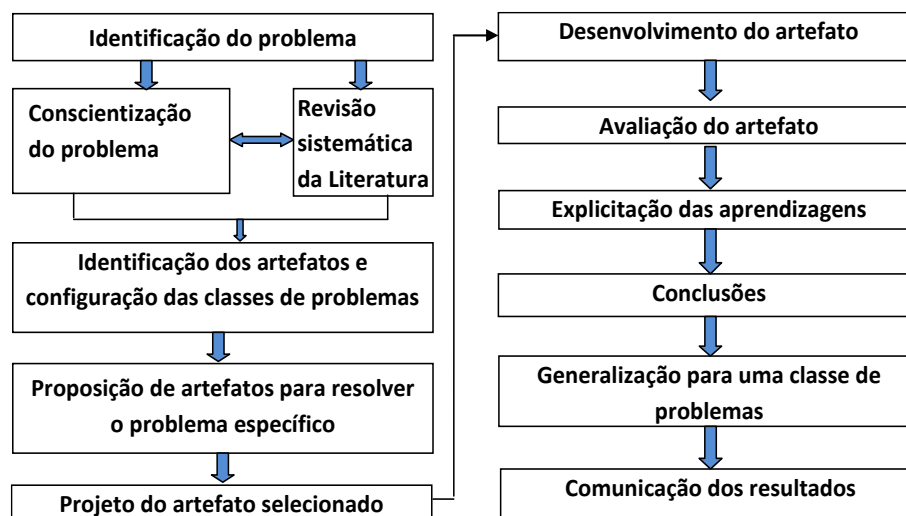 Identificação do problema
Conscientização
do problema
Revisão
sistemática
da Literatura
Identificação dos artefatos e
configuração das classes de problemas
Proposição de artefatos para resolver
o problema específico
Projeto do artefato selecionado
Desenvolvimento do artefato
Avaliação do artefato
Explicitação das aprendizagens
Conclusões
Generalização para uma classe de
problemas
Comunicação dos resultados